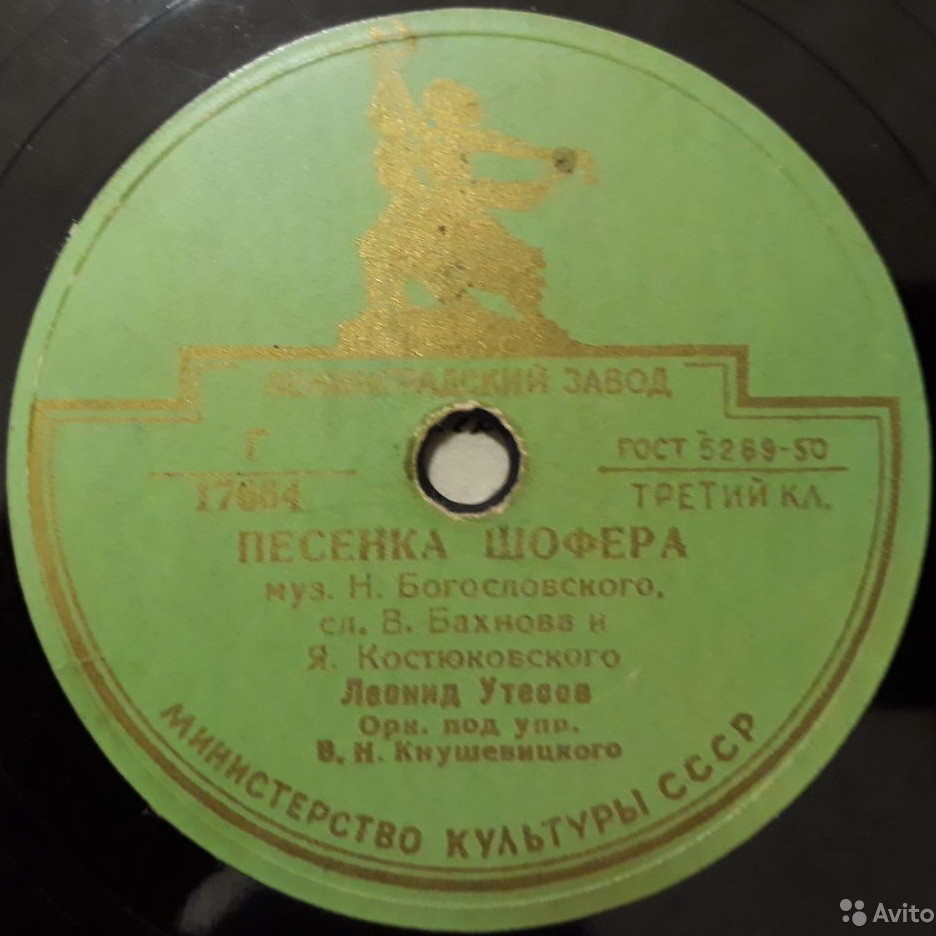 ЛЕНИНГРАДСКИЙ ЗАВОД
Г
17684
ГОСТ 5289-50
ТРЕТИЙ КЛ.
ПЕСЕНКА ШОФЕРА
муз. Н. Богословского,
сл. В. Бахнова и
Я. Костюковского
Леонид Утесов
Орк. под упр.
В. Н. Кнушевицкого
МИНИСТЕРСТВО КУЛЬТУРЫ СССР
Avito